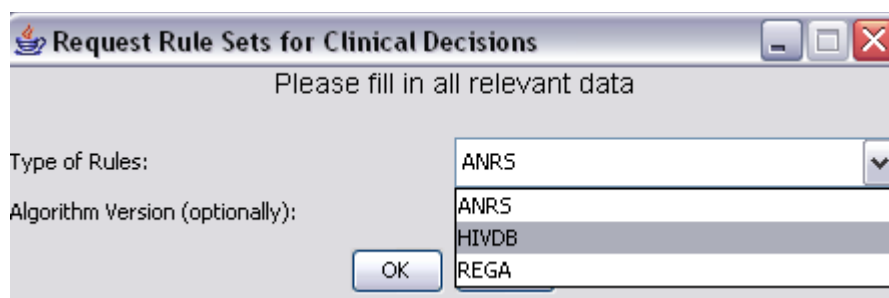 Request Rule Sets for Clinical Decisions
Please fill in all relevant data
Type of Rules:
ANRS
Algorithm Version (optionally):
ANRS
HIVDB
REGA
OK